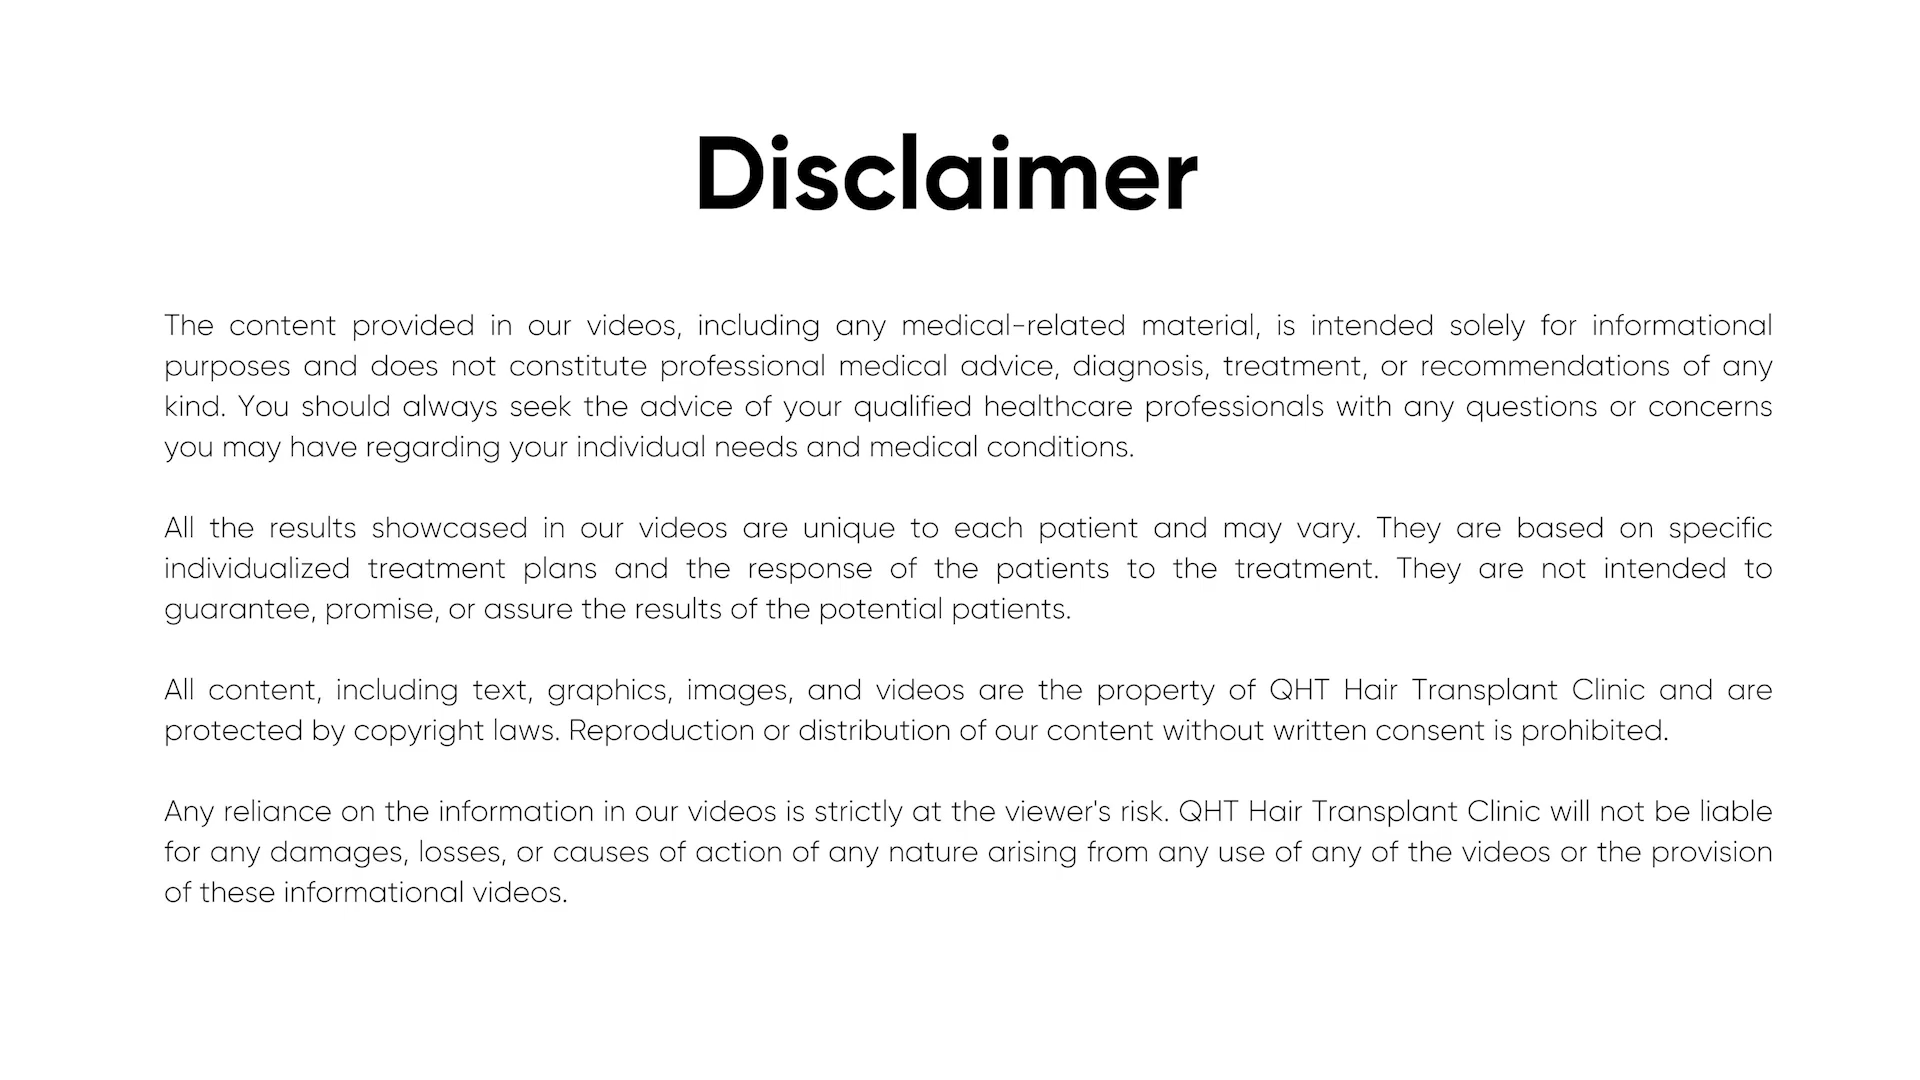 Disclaimer
The content provided in our videos, including any medical-related material, is intended solely for informational
purposes and does not constitute professional medical advice, diagnosis, treatment, or recommendations of any
kind. You should always seek the advice of your qualified healthcare professionals with any questions or concerns
you may have regarding your individual needs and medical conditions.
All the results showcased in our videos are unique to each patient and may vary. They are based on specific
individualized treatment plans and the response of the patients to the treatment. They are not intended to
guarantee, promise, or assure the results of the potential patients.
All content, including text, graphics, images, and videos are the property of QHT Hair Transplant Clinic and are
protected by copyright laws. Reproduction or distribution of our content without written consent is prohibited.
Any reliance on the information in our videos is strictly at the viewer's risk. QHT Hair Transplant Clinic will not be liable
for any damages, losses, or causes of action of any nature arising from any use of any of the videos or the provision
of these informational videos.